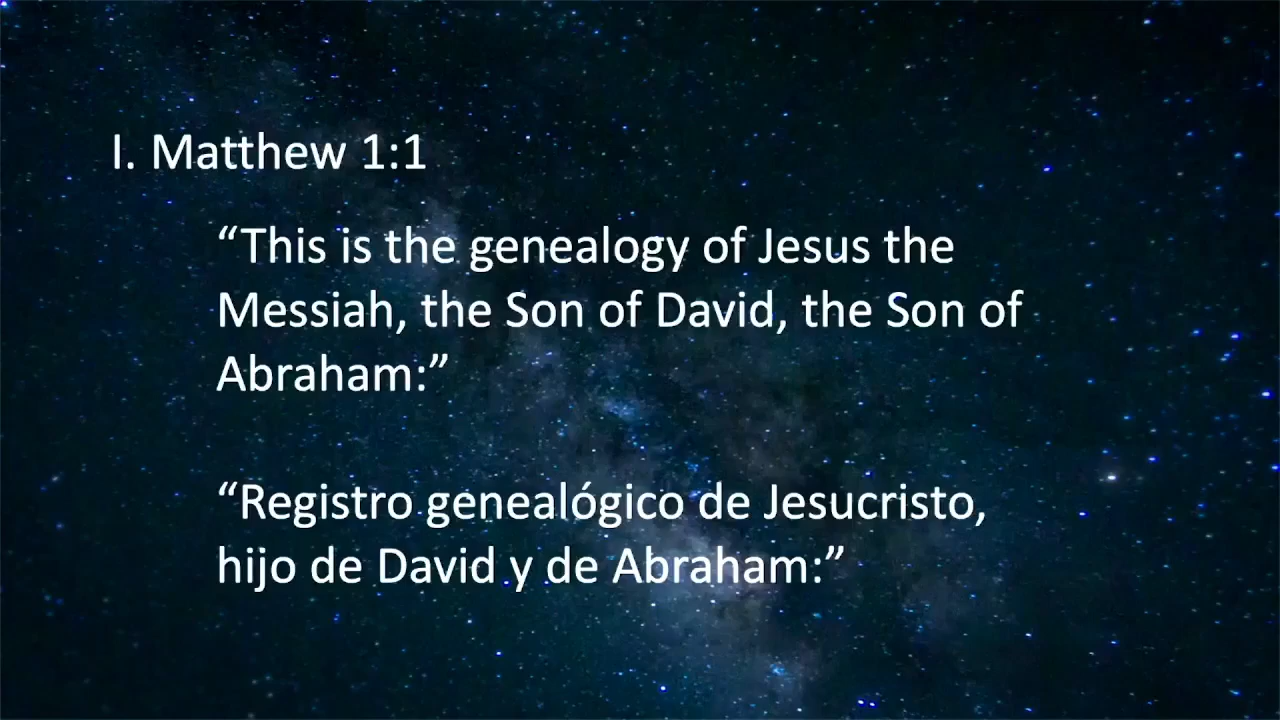 I. Matthew 1:1
“This is the genealogy of Jesus the
Messiah, the Son of David, the Son of
Abraham:”
“Registro genealógico de Jesucristo,
hijo de David y de Abraham:”